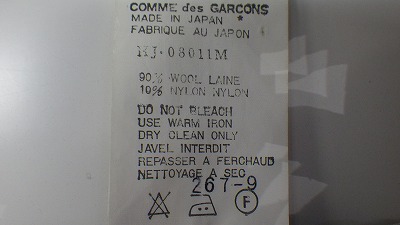 COMME des GARCONS
MADE IN JAPAN *
FABRIQUE AU JAPON
HJ-08011M
90% WOOL LAINE
10% NYLON NYLON
DO NOT BLEACH
USE WARM IRON
DRY CLEAN ONLY
JAVEL INTERDIT
REPASSER A FERCHAUD
NETTOYAGE A SEC
267-9
F